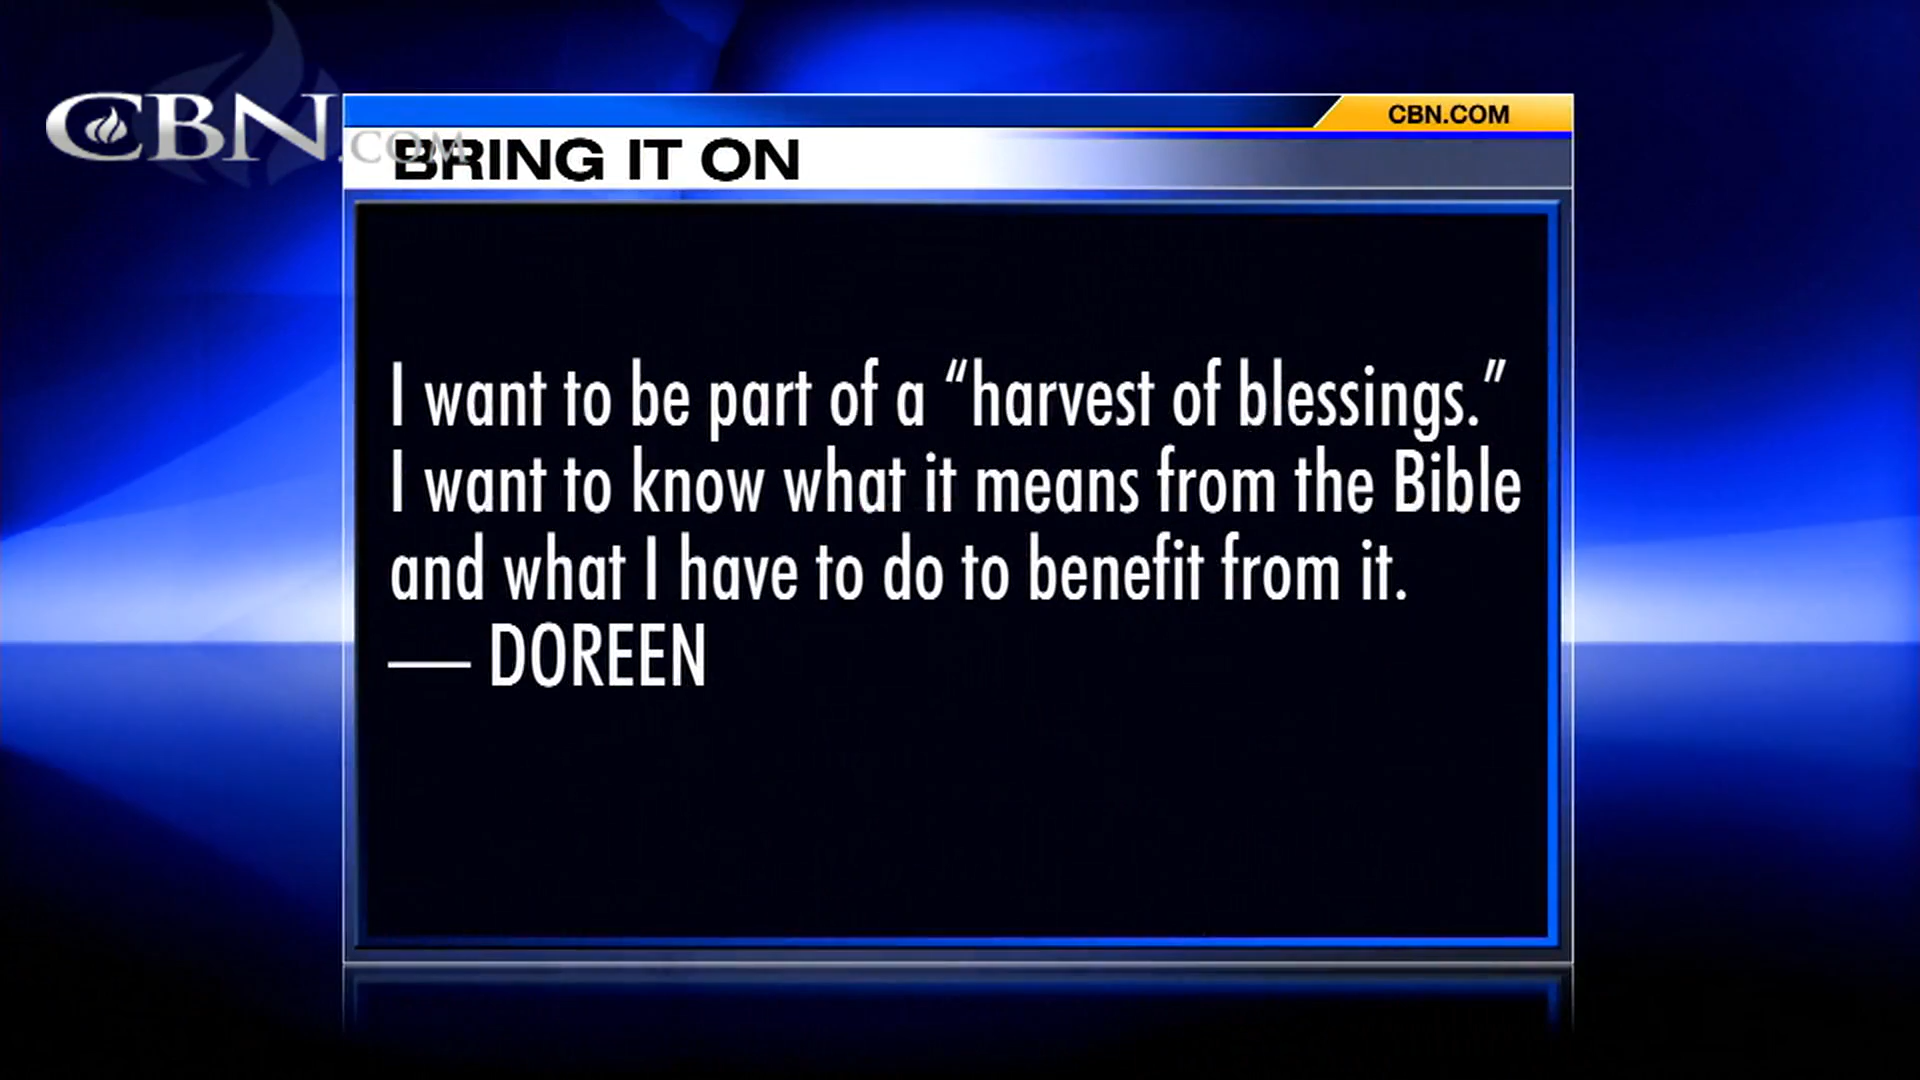 CBN.COM
CBN.COM
BRING IT ON
I want to be part of a “harvest of blessings.”
I want to know what it means from the Bible
and what I have to do to benefit from it.
— DOREEN